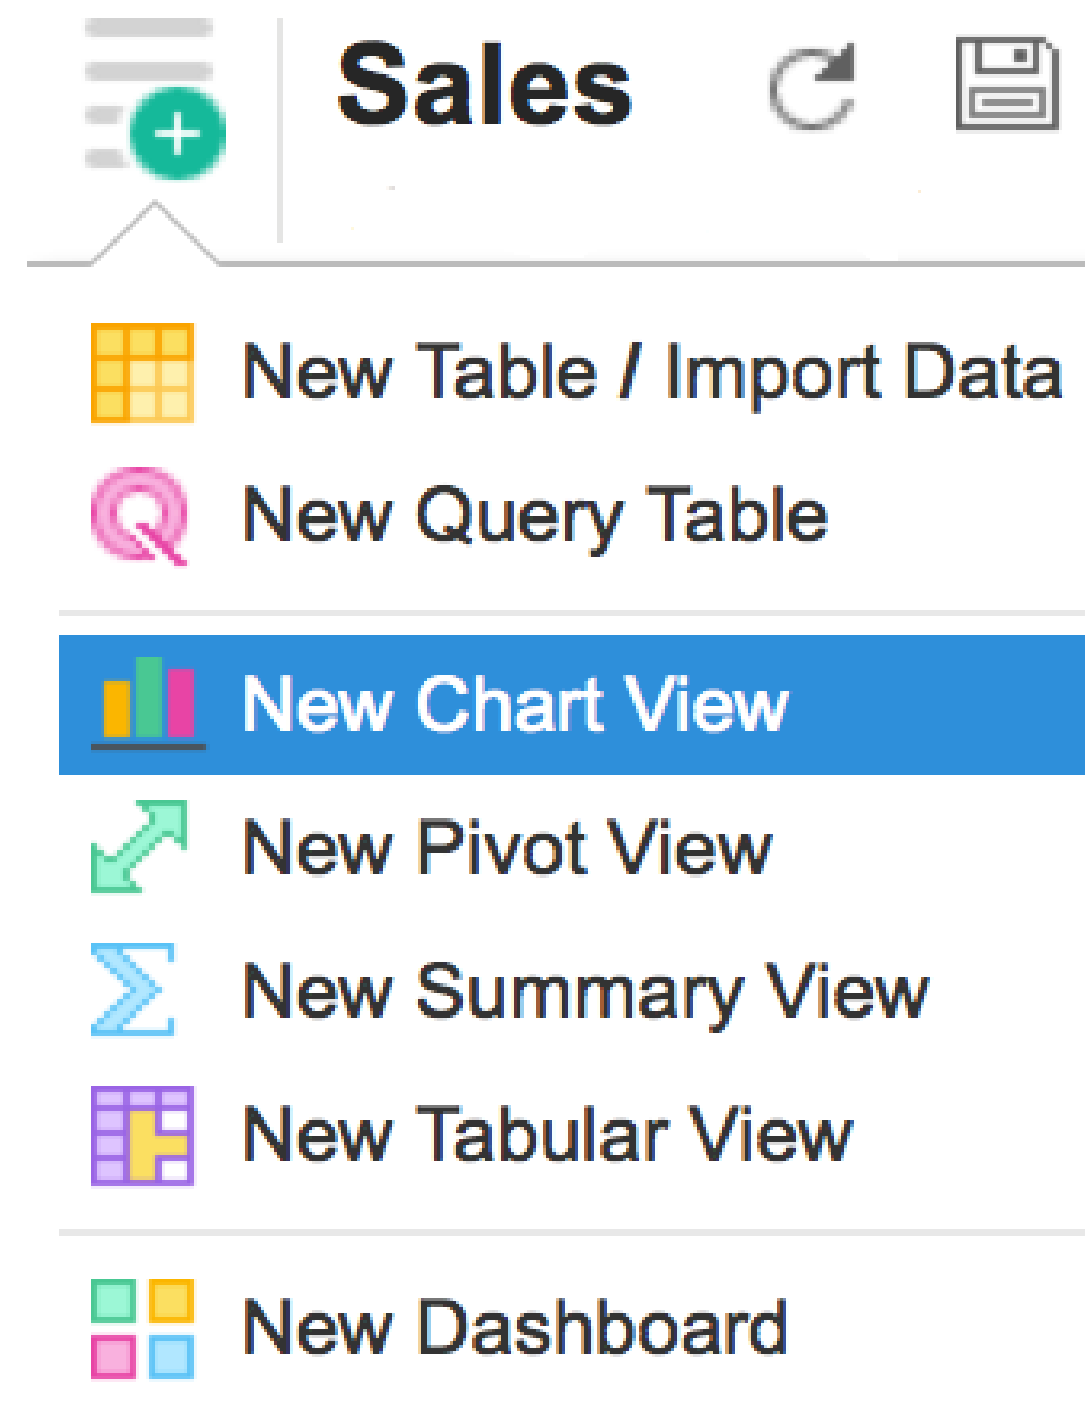 Sales
New Table / Import Data
New Query Table
New Chart View
New Pivot View
New Summary View
New Tabular View
New Dashboard